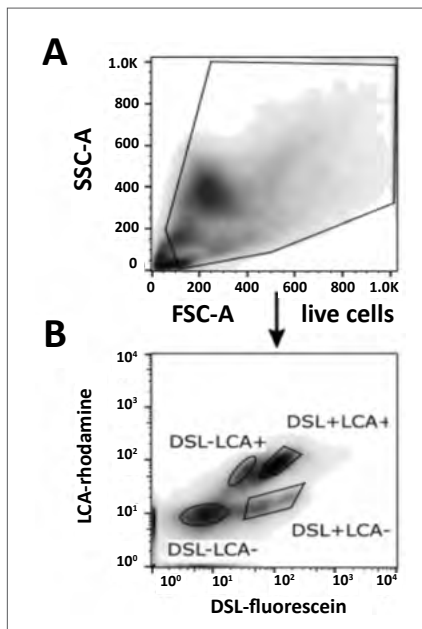 A
SSC-A
1.0K
800
600
400
200
0
0 200 400 600 800 1.0K
FSC-A live cells
B
LCA-rhodamine
10⁴
10³
10²
10¹
10⁰
DSL-LCA+
DSL+LCA+
DSL-LCA-
DSL+LCA-
10⁰ 10¹ 10² 10³ 10⁴
DSL-fluorescein